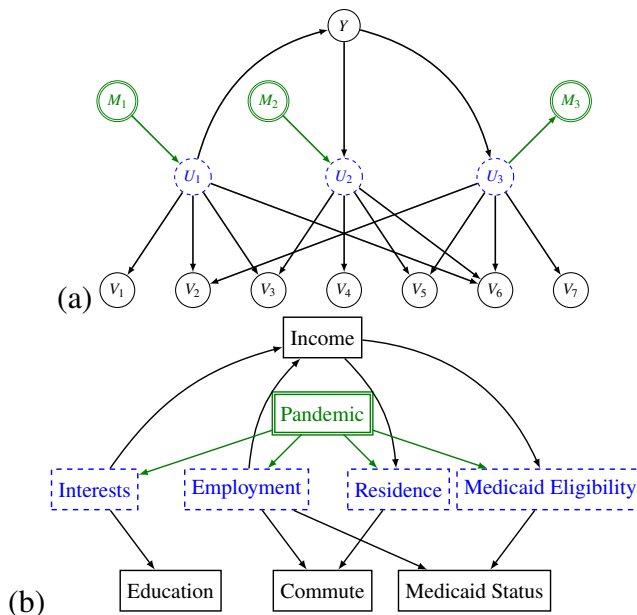 Y
M1 M2 M3
U1 U2 U3
(a) V1 V2 V3 V4 V5 V6 V7
Income
Pandemic
Interests Employment Residence Medicaid Eligibility
(b) Education Commute Medicaid Status